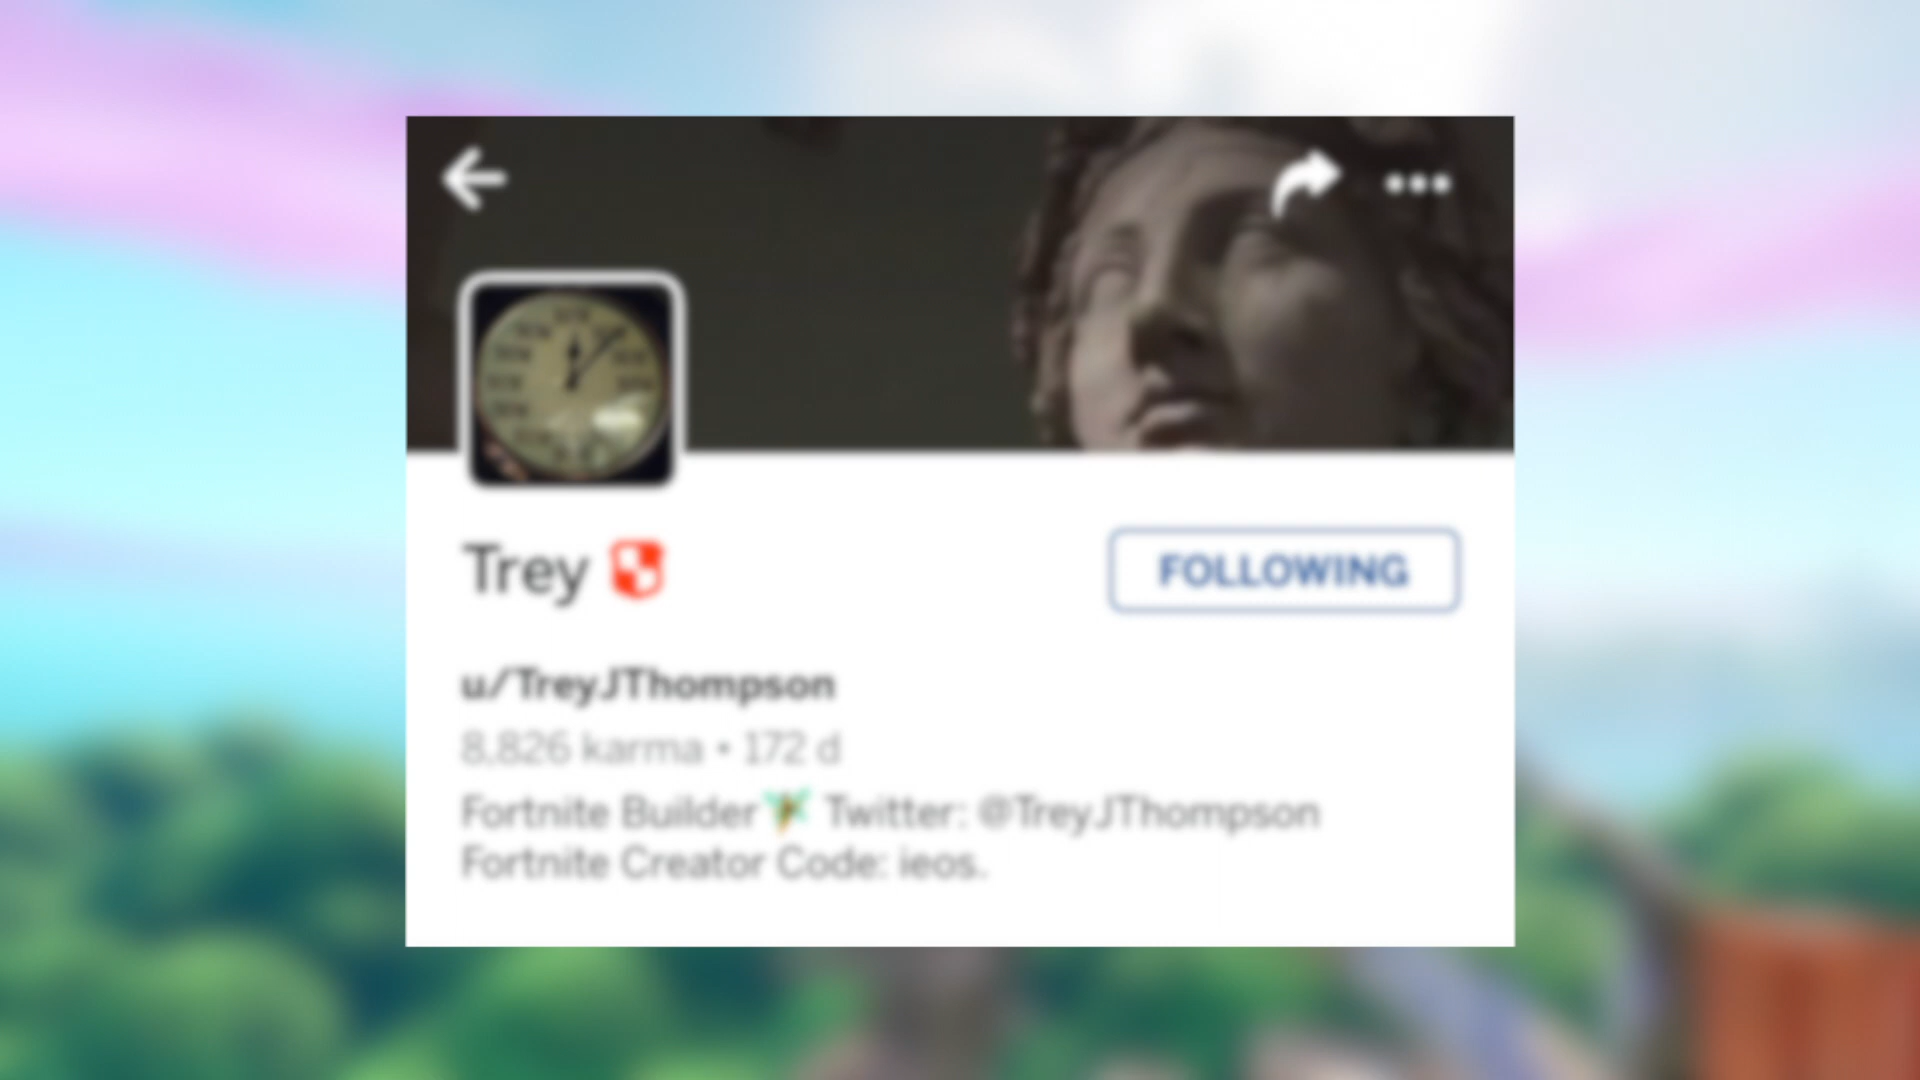 Trey
FOLLOWING
u/TreyJThompson
8,826 karma • 172 d
Fortnite Builder Twitter: @TreyJThompson
Fortnite Creator Code: ieos.